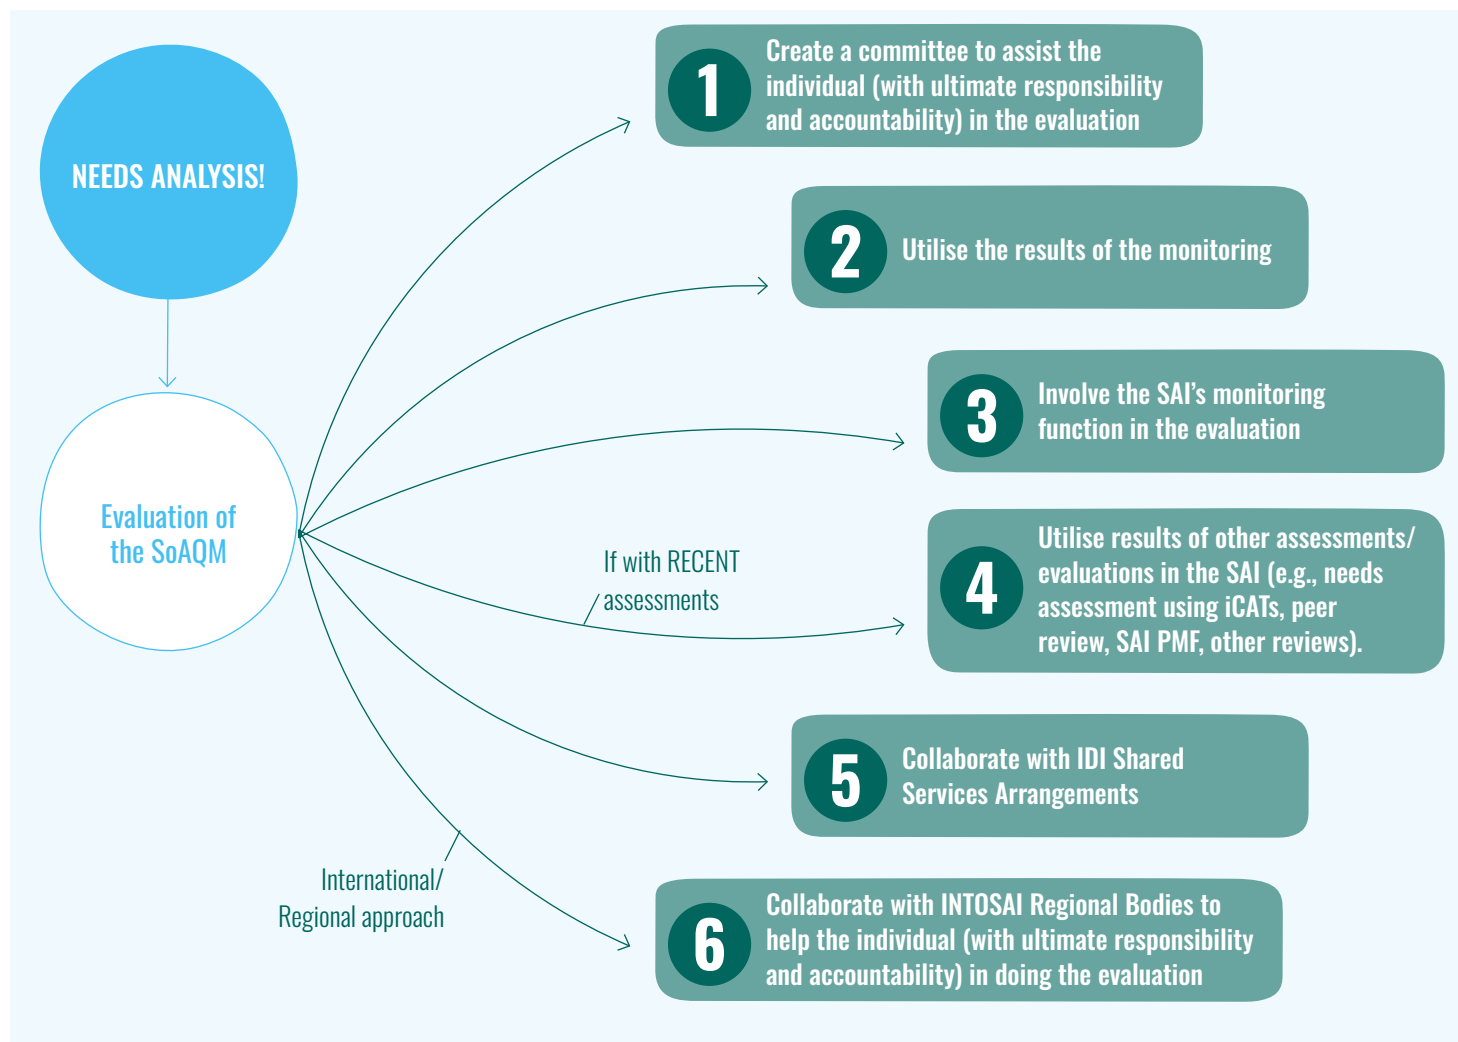 NEEDS ANALYSIS!
Evaluation of
the SoAQM
1
Create a committee to assist the
individual (with ultimate responsibility
and accountability) in the evaluation
2
Utilise the results of the monitoring
3
Involve the SAI’s monitoring
function in the evaluation
If with RECENT
assessments
4
Utilise results of other assessments/
evaluations in the SAI (e.g., needs
assessment using iCATs, peer
review, SAI PMF, other reviews).
5
Collaborate with IDI Shared
Services Arrangements
International/
Regional approach
6
Collaborate with INTOSAI Regional Bodies to
help the individual (with ultimate responsibility
and accountability) in doing the evaluation